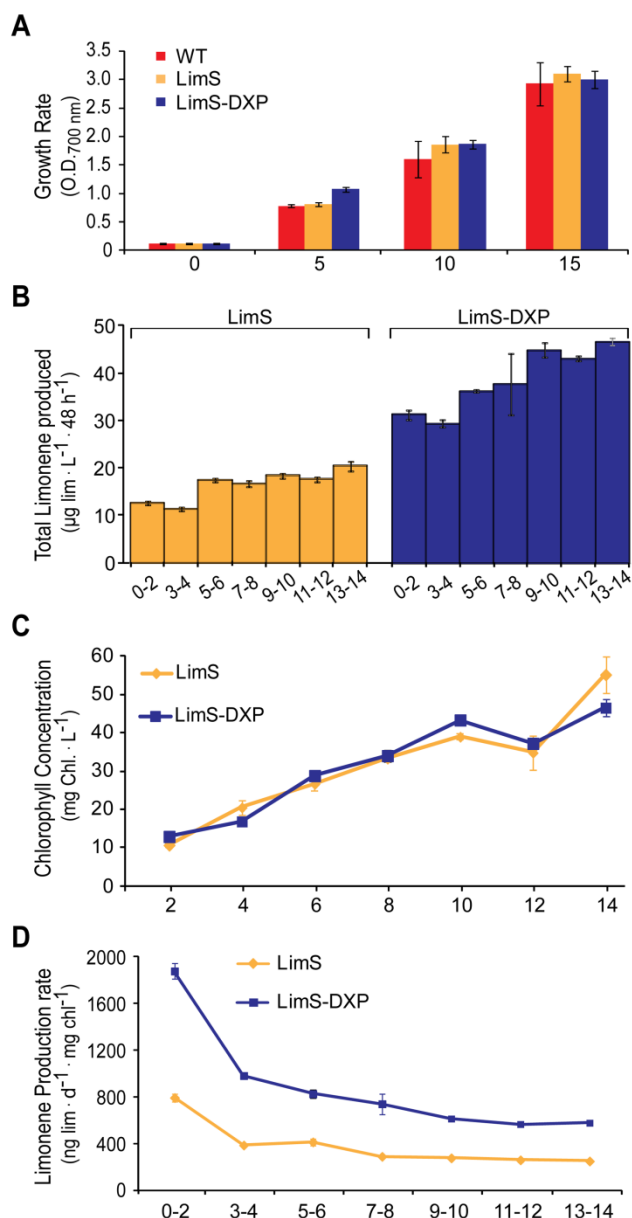 A
WT
LimS
LimS-DXP
Growth Rate
(O.D.700 nm)
3.5
3.0
2.5
2.0
1.5
1.0
0.5
0
0 5 10 15
B
LimS LimS-DXP
Total Limonene produced
(µg lim · L⁻¹ · 48 h⁻¹)
50
40
30
20
10
0
0-2 3-4 5-6 7-8 9-10 11-12 13-14 0-2 3-4 5-6 7-8 9-10 11-12 13-14
C
LimS
LimS-DXP
Chlorophyll Concentration
(mg Chl. · L⁻¹)
60
50
40
30
20
10
0
2 4 6 8 10 12 14
D
LimS
LimS-DXP
Limonene Production rate
(ng lim · d⁻¹ · mg chl⁻¹)
2000
1600
1200
800
400
0
0-2 3-4 5-6 7-8 9-10 11-12 13-14